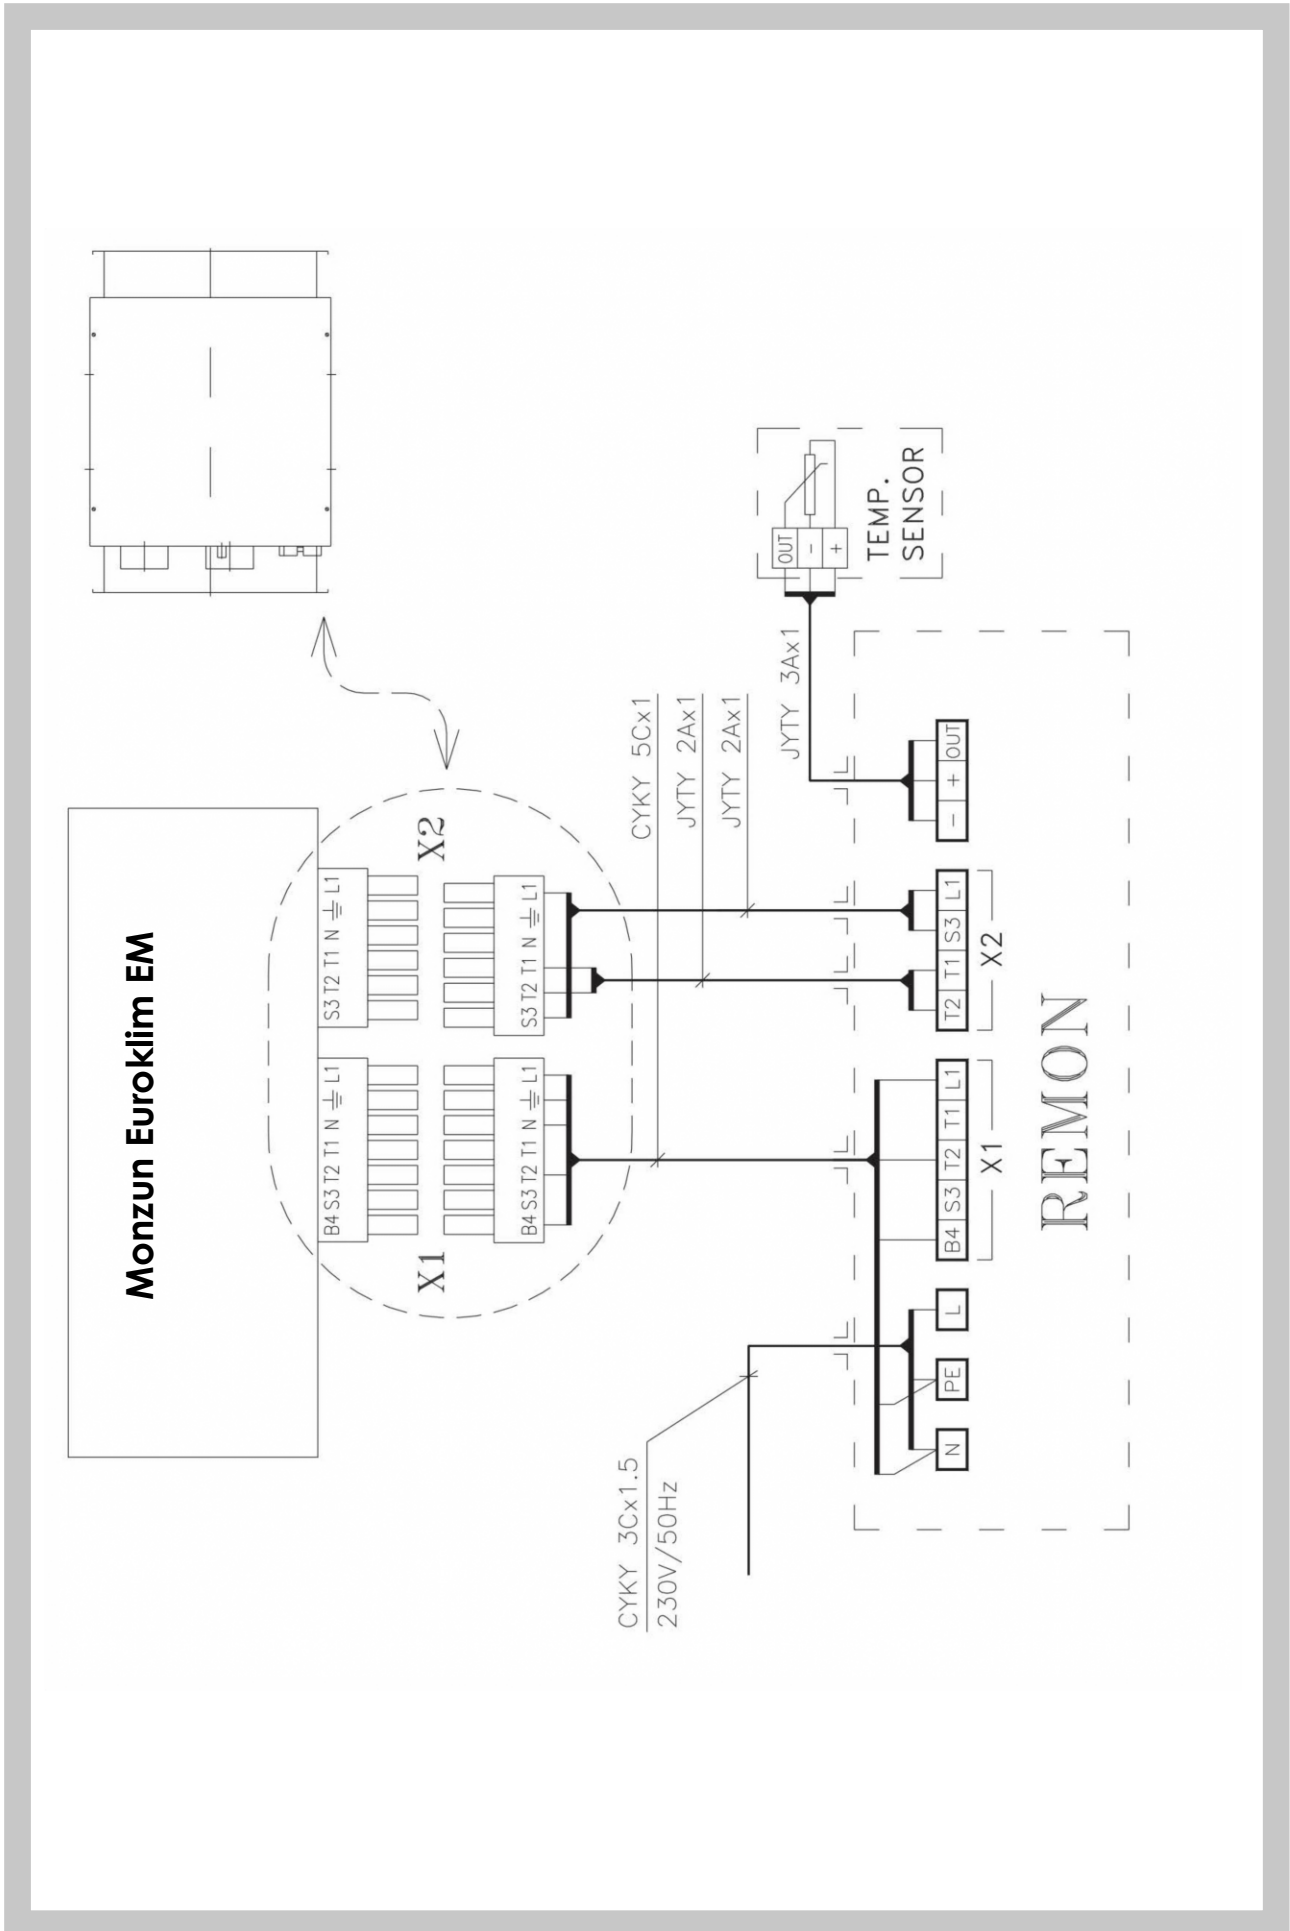 Monzun Euroklim EM
B4 S3 T2 T1 N L1
S3 T2 T1 N L1
X1
X2
B4 S3 T2 T1 N L1
S3 T2 T1 N L1
CYKY 3Cx1.5
230V/50Hz
CYKY 5Cx1
JYTY 2Ax1
JYTY 2Ax1
JYTY 3Ax1
OUT
-
+
TEMP.
SENSOR
N
PE
L
B4 S3 T2 T1 L1
T2 T1 S3 L1
- + OUT
X1
X2
REMON